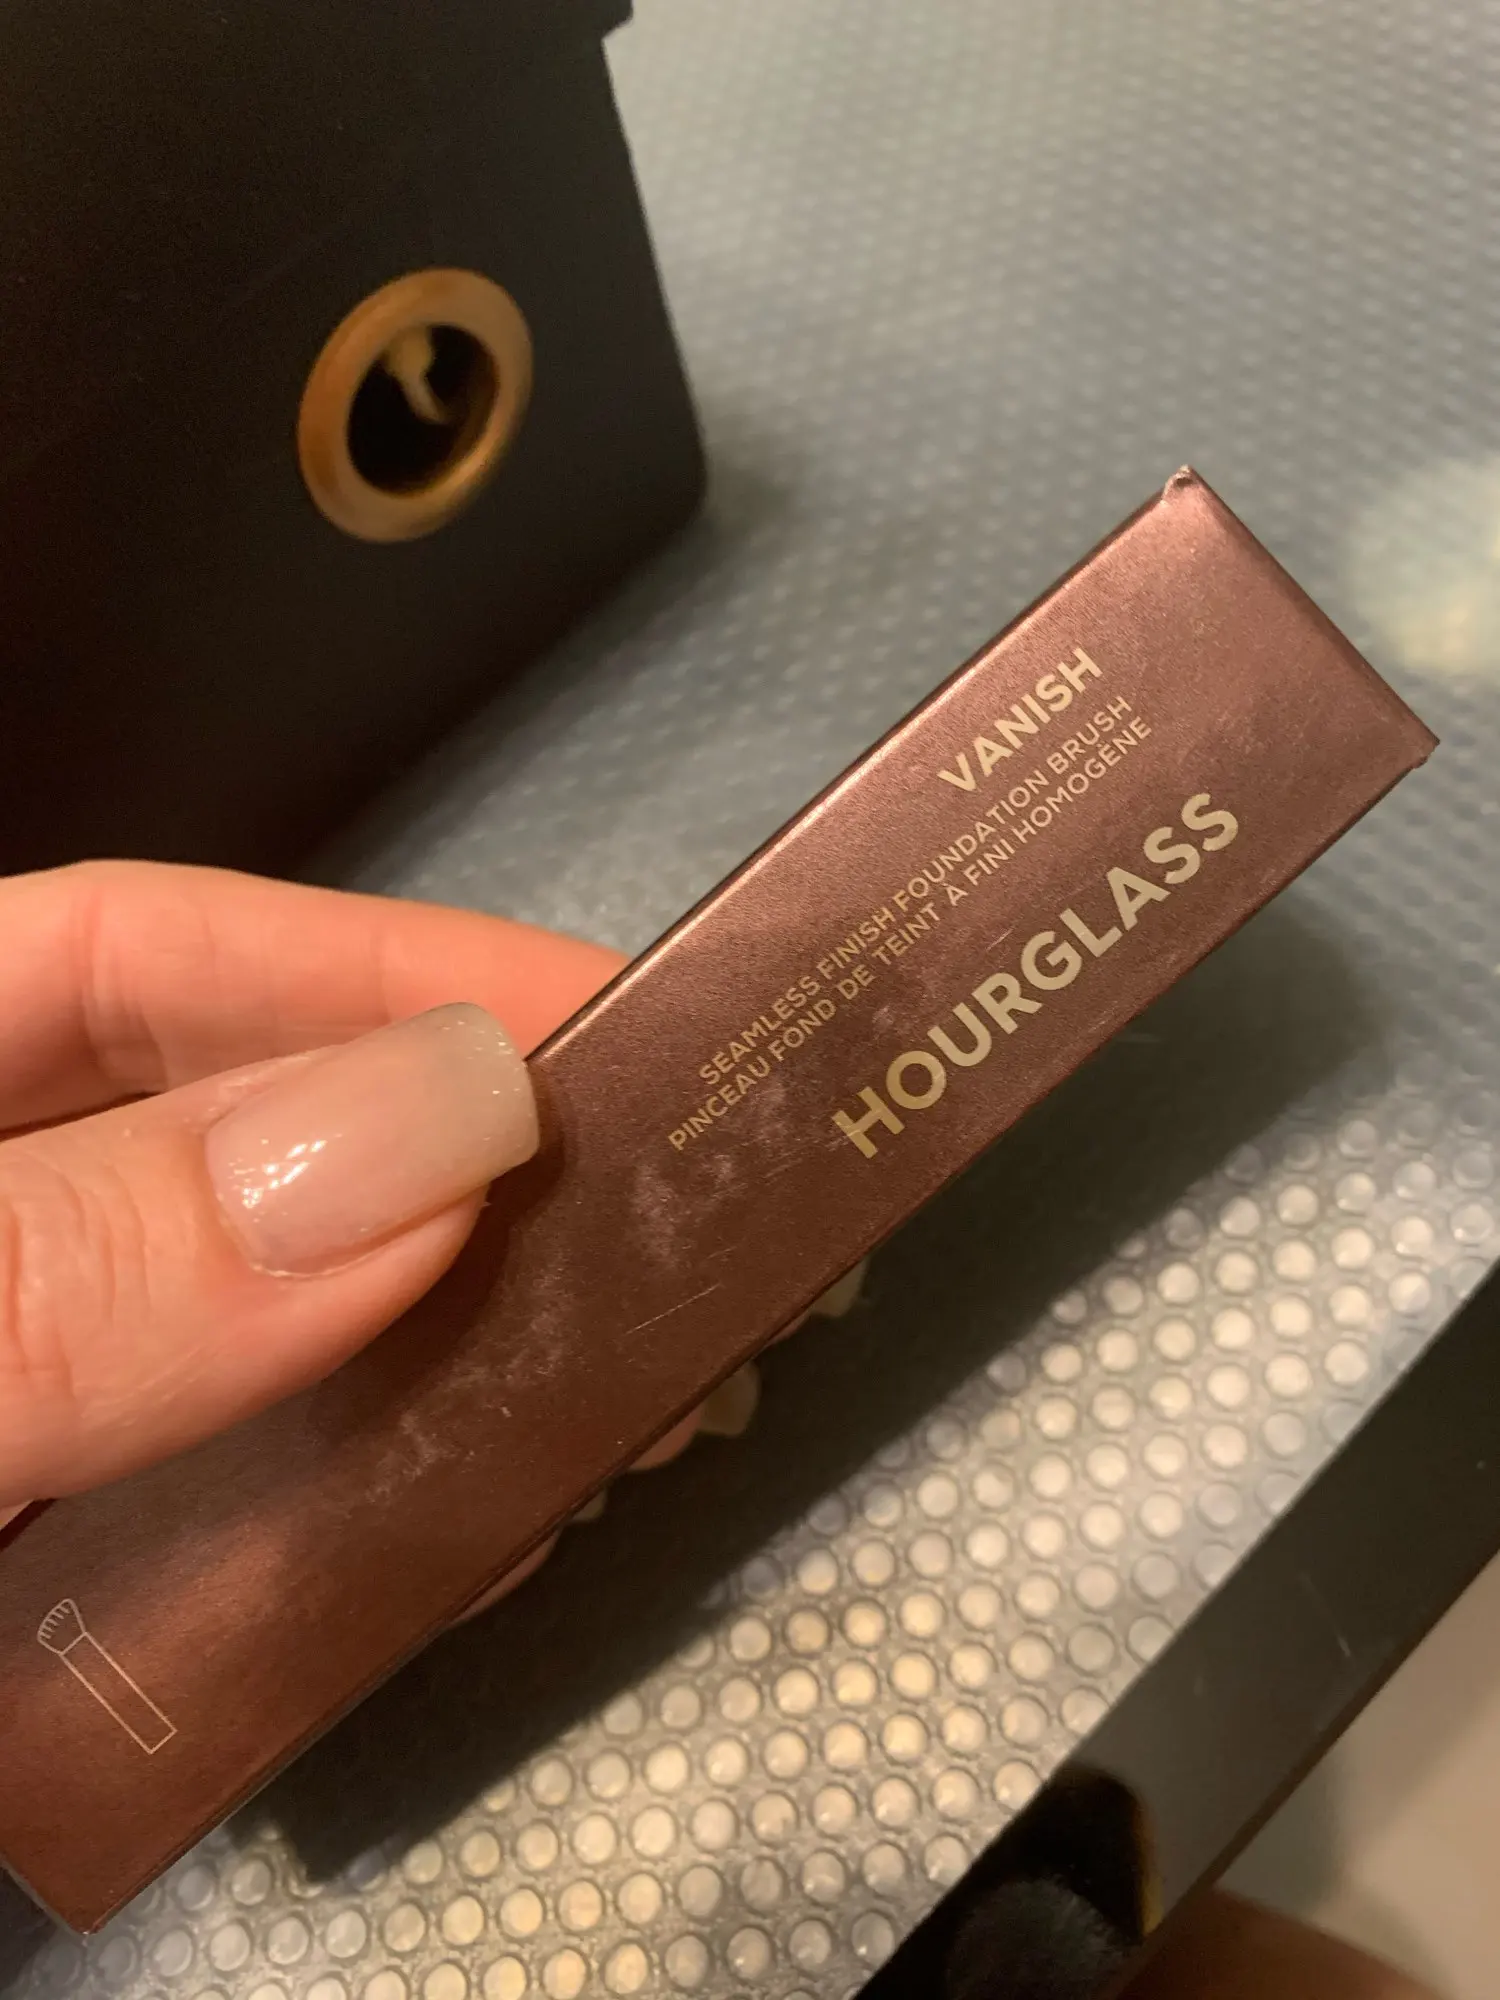 VANISH
SEAMLESS FINISH FOUNDATION BRUSH
PINCEAU FOND DE TEINT À FINI HOMOGÈNE
HOURGLASS